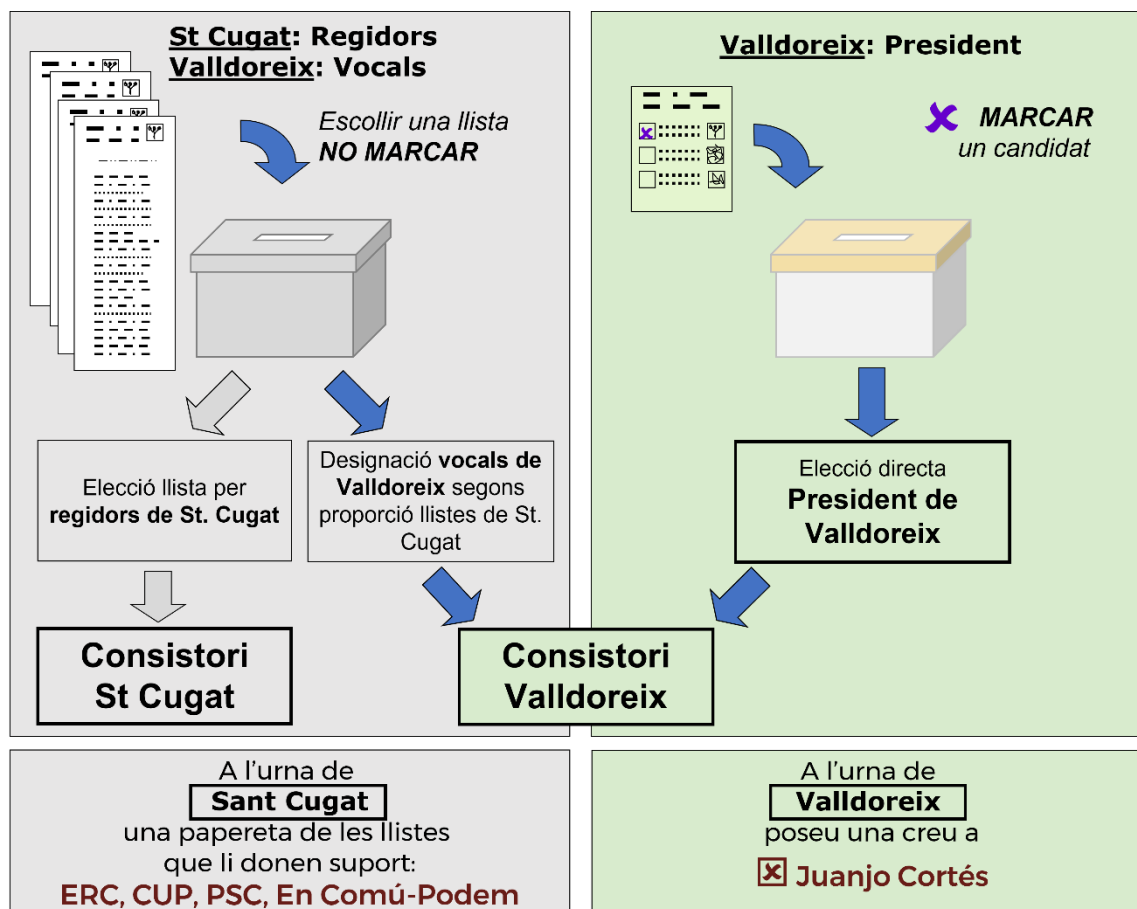 St Cugat: Regidors
Valldoreix: Vocals
Escollir una llista
NO MARCAR
Elecció llista per
regidors de St. Cugat
Designació vocals de
Valldoreix segons
proporció llistes de St.
Cugat
Consistori
St Cugat
Valldoreix: President
MARCAR
un candidat
Elecció directa
President de
Valldoreix
Consistori
Valldoreix
A l'urna de
Sant Cugat
una papereta de les llistes
que li donen suport:
ERC, CUP, PSC, En Comú-Podem
A l'urna de
Valldoreix
poseu una creu a
Juanjo Cortés